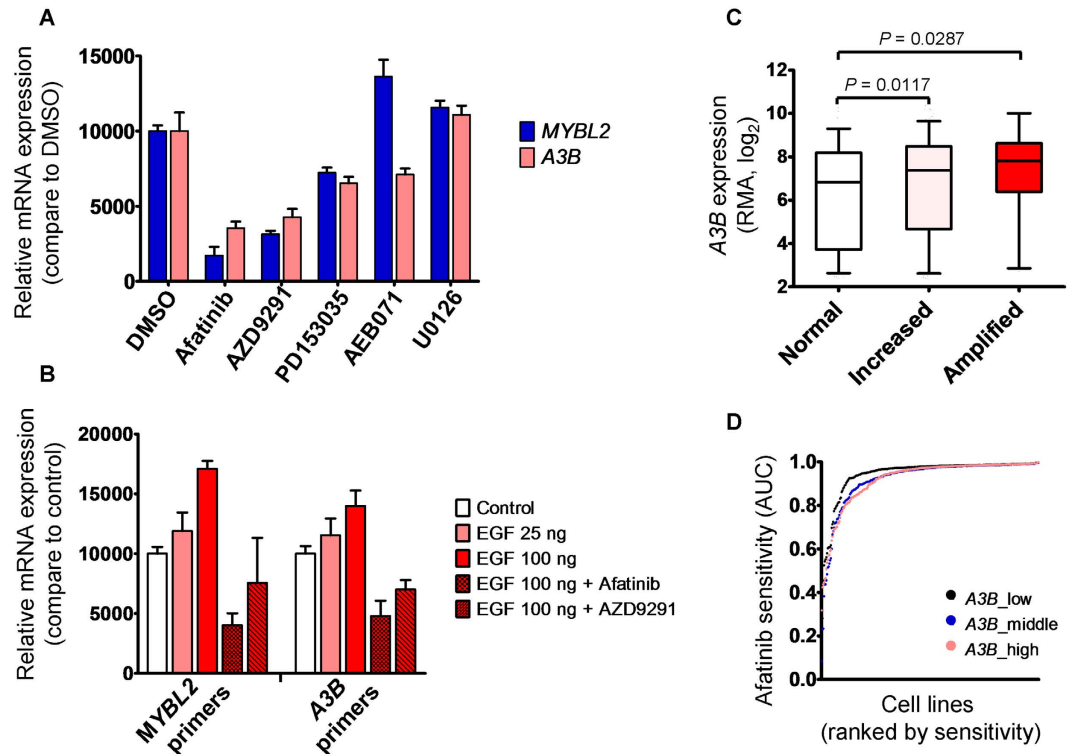 A
Relative mRNA expression
(compare to DMSO)
15000
10000
5000
0
DMSO
Afatinib
AZD9291
PD153035
AEB071
U0126
MYBL2
A3B
B
Relative mRNA expression
(compare to control)
20000
15000
10000
5000
0
MYBL2
primers
A3B
primers
Control
EGF 25 ng
EGF 100 ng
EGF 100 ng + Afatinib
EGF 100 ng + AZD9291
C
P = 0.0287
P = 0.0117
A3B expression
(RMA, log₂)
12
10
8
6
4
2
Normal
Increased
Amplified
D
Afatinib sensitivity (AUC)
1.0
0.8
0.6
0.4
0.2
0.0
A3B_low
A3B_middle
A3B_high
Cell lines
(ranked by sensitivity)